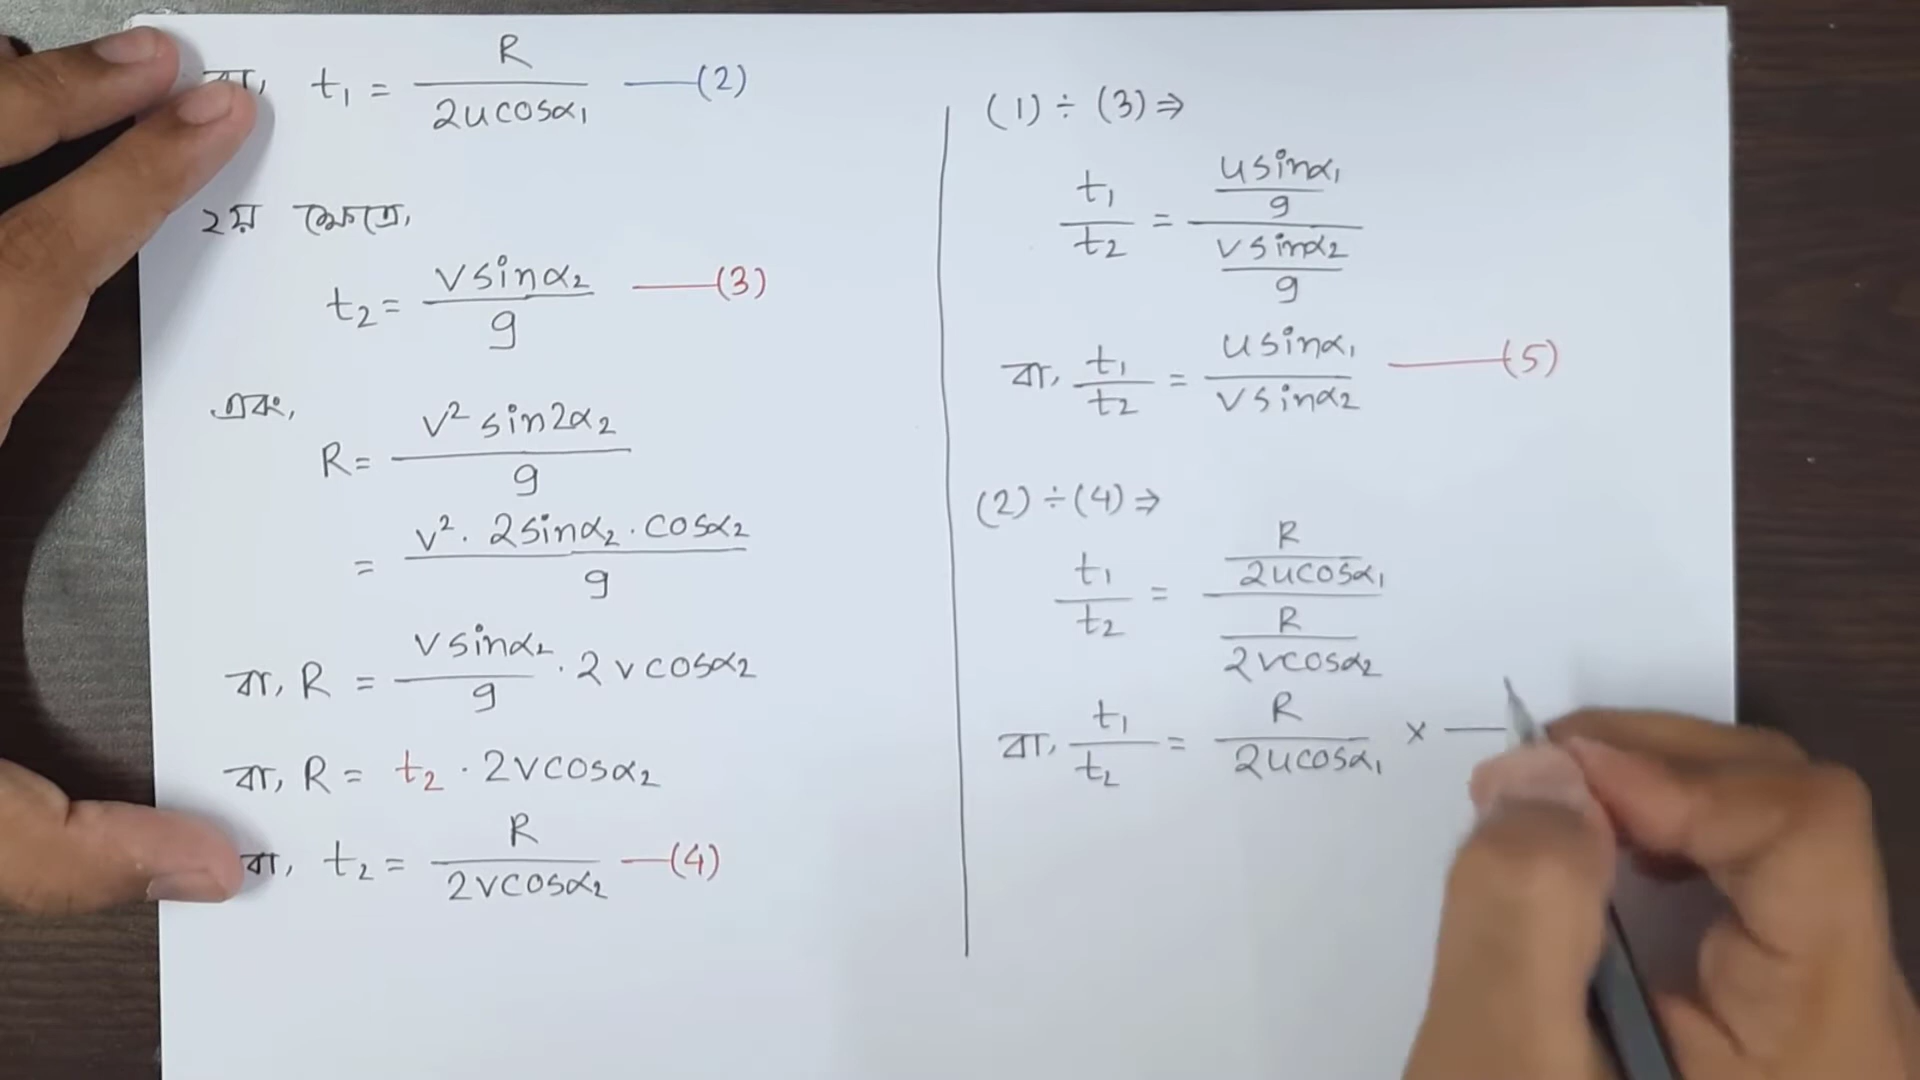 বা, t₁ = R / 2ucosα₁ —(2)
২য় ক্ষেত্রে,
t₂ = vsinα₂ / g —(3)
এবং,
R = v² sin2α₂ / g
= v² · 2sinα₂ · cosα₂ / g
বা, R = vsinα₂ / g · 2vcosα₂
বা, R = t₂ · 2vcosα₂
বা, t₂ = R / 2vcosα₂ —(4)
(1) ÷ (3) ⇒
t₁ / t₂ = (usinα₁ / g) / (vsinα₂ / g)
বা, t₁ / t₂ = usinα₁ / vsinα₂ —(5)
(2) ÷ (4) ⇒
t₁ / t₂ = (R / 2ucosα₁) / (R / 2vcosα₂)
বা, t₁ / t₂ = R / 2ucosα₁ × —